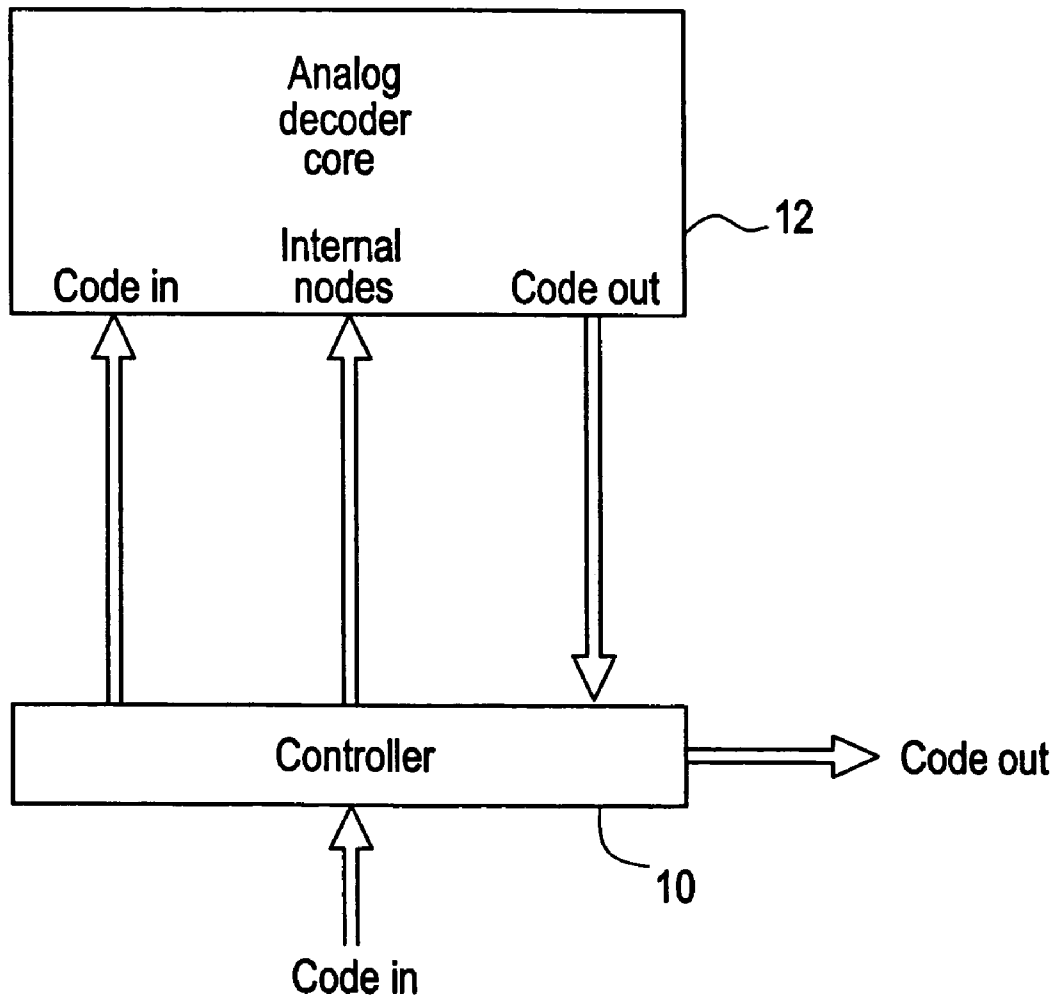 Analog
decoder
core
12
Internal
nodes
Code in
Code out
Controller
Code out
10
Code in